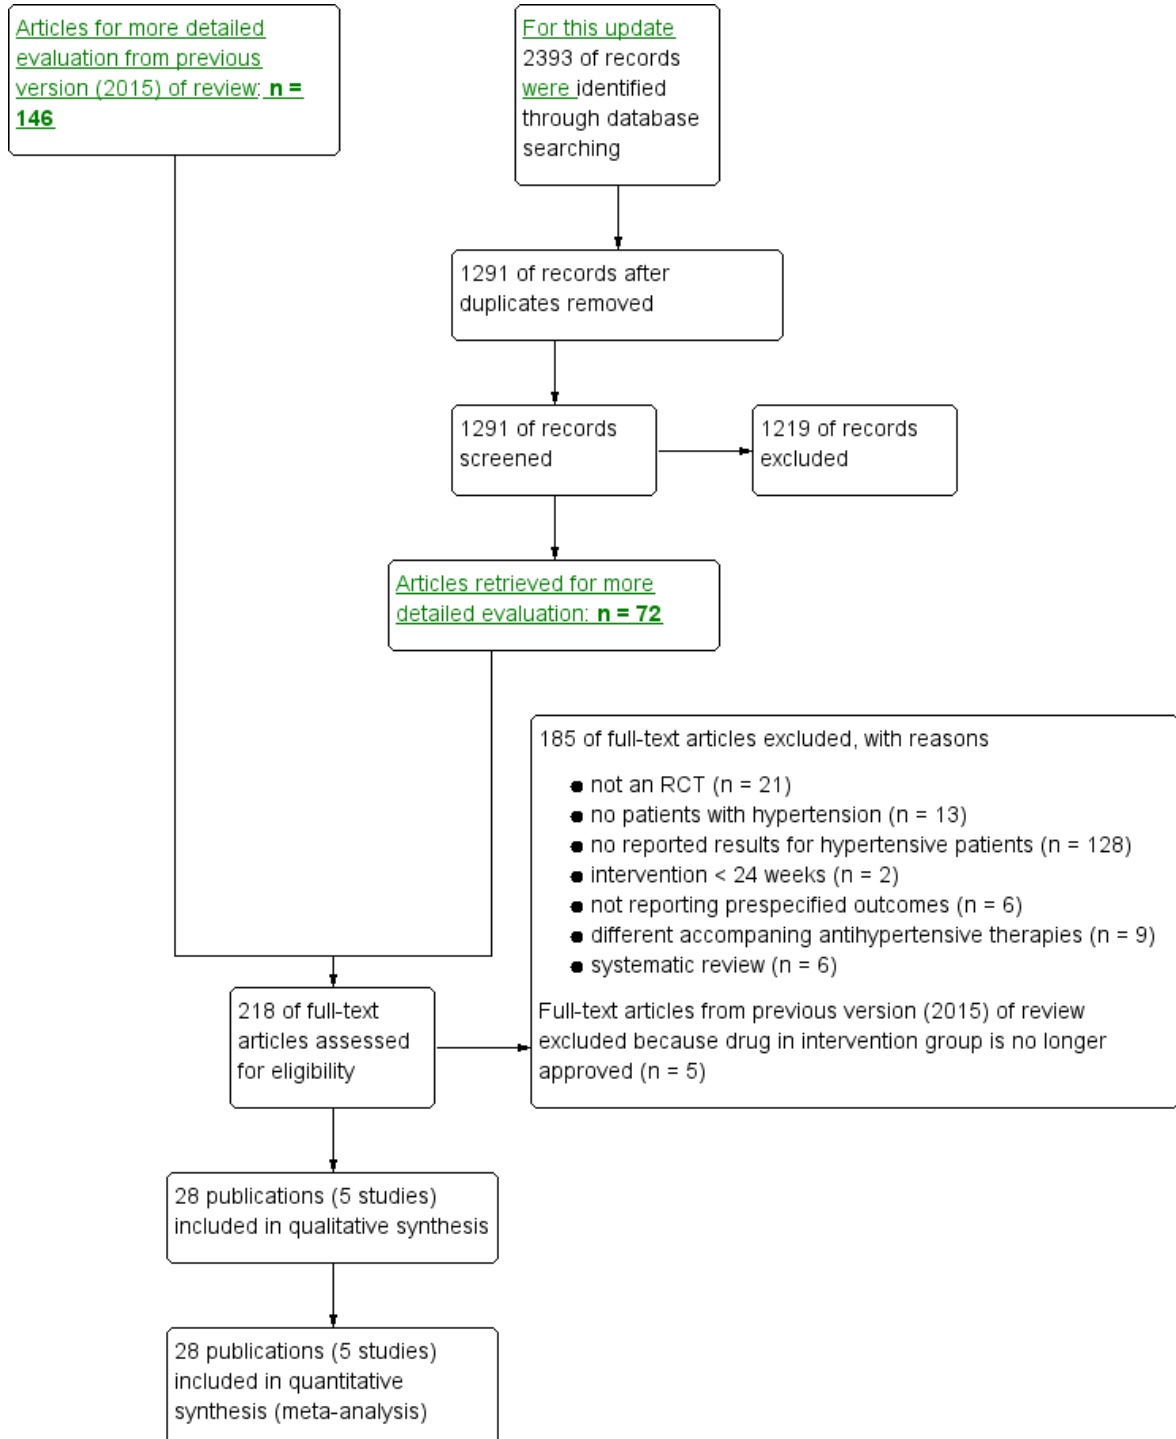 Articles for more detailed
evaluation from previous
version (2015) of review: n =
146
For this update
2393 of records
were identified
through database
searching
1291 of records after
duplicates removed
1291 of records
screened
1219 of records
excluded
Articles retrieved for more
detailed evaluation: n = 72
185 of full-text articles excluded, with reasons
● not an RCT (n = 21)
● no patients with hypertension (n = 13)
● no reported results for hypertensive patients (n = 128)
● intervention < 24 weeks (n = 2)
● not reporting prespecified outcomes (n = 6)
● different accompaning antihypertensive therapies (n = 9)
● systematic review (n = 6)
Full-text articles from previous version (2015) of review
excluded because drug in intervention group is no longer
approved (n = 5)
218 of full-text
articles assessed
for eligibility
28 publications (5 studies)
included in qualitative synthesis
28 publications (5 studies)
included in quantitative
synthesis (meta-analysis)